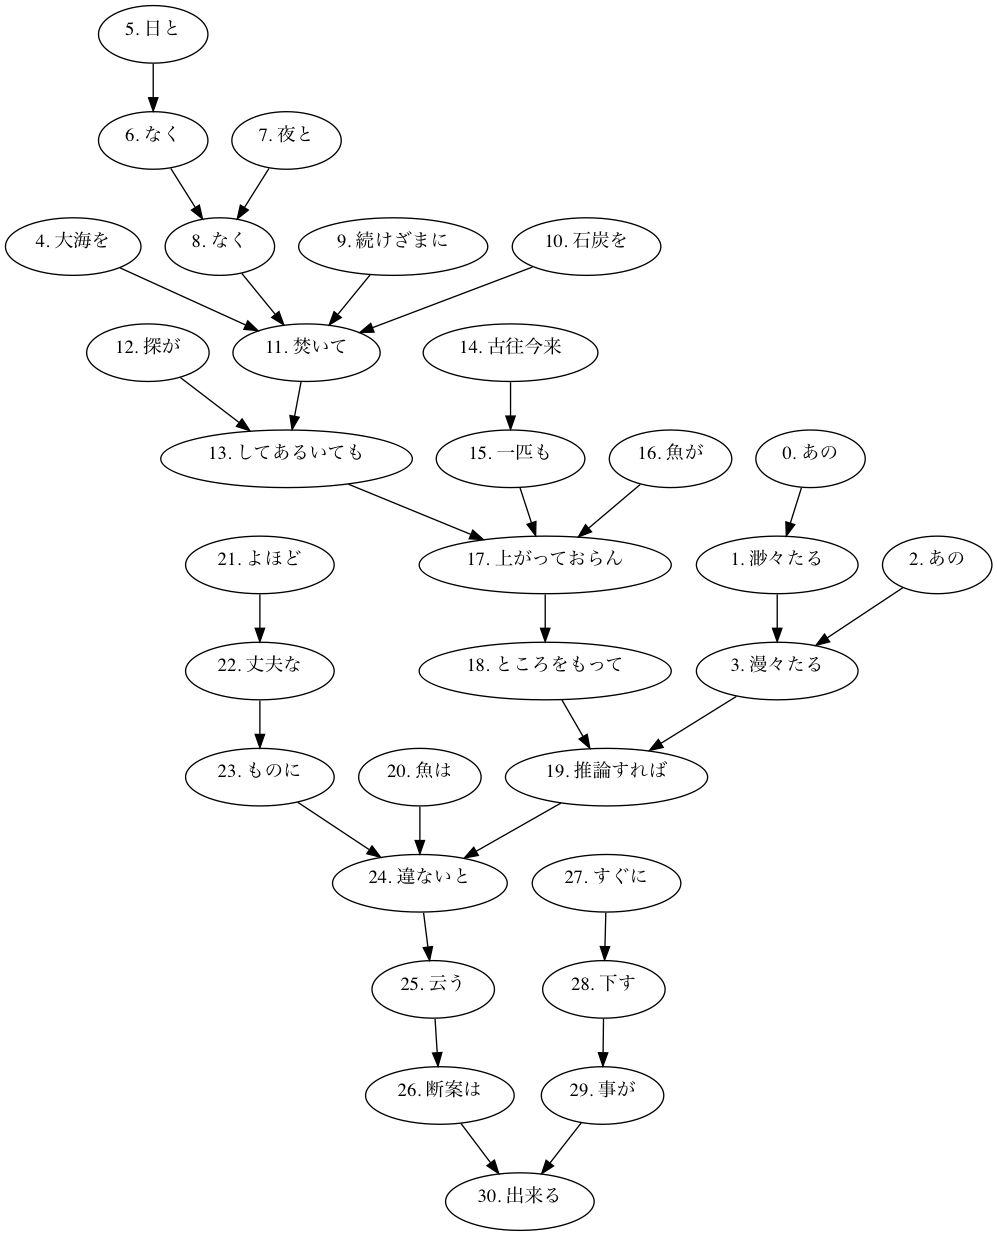 5. 日と
6. なく
7. 夜と
4. 大海を
8. なく
9. 続けざまに
10. 石炭を
12. 探が
11. 焚いて
14. 古往今来
13. してあるいても
15. 一匹も
16. 魚が
0. あの
21. よほど
17. 上がっておらん
1. 渺々たる
2. あの
22. 丈夫な
18. ところをもって
3. 漫々たる
23. ものに
20. 魚は
19. 推論すれば
24. 違ないと
27. すぐに
25. 云う
28. 下す
26. 断案は
29. 事が
30. 出来る